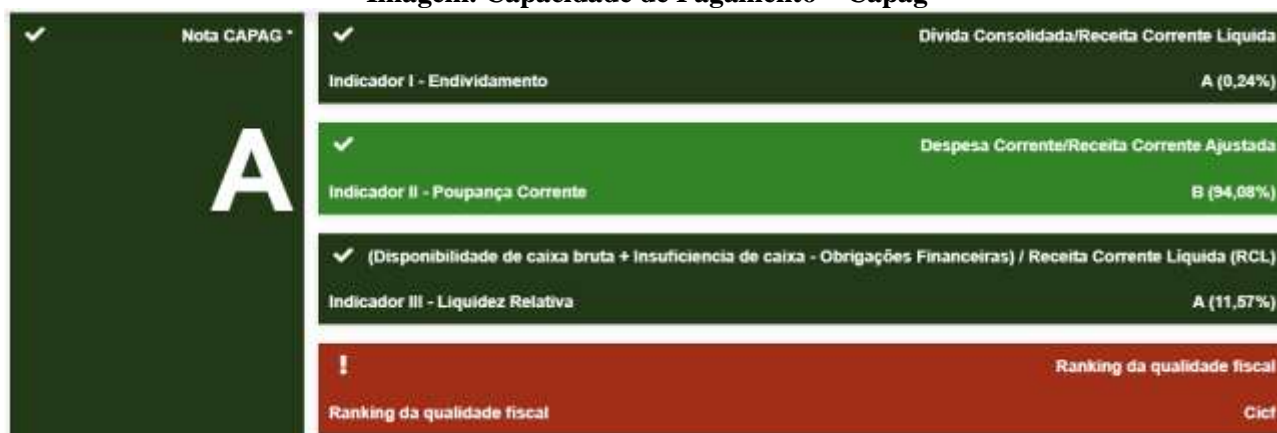 Imagem: Capacidade de Pagamento – Capag
Nota CAPAG *
A
Dívida Consolidada/Receita Corrente Líquida
Indicador I - Endividamento A (0,24%)
Despesa Corrente/Receita Corrente Ajustada
Indicador II - Poupança Corrente B (94,08%)
(Disponibilidade de caixa bruta + Insuficiencia de caixa - Obrigações Financeiras) / Receita Corrente Líquida (RCL)
Indicador III - Liquidez Relativa A (11,57%)
! Ranking da qualidade fiscal
Ranking da qualidade fiscal Cicf